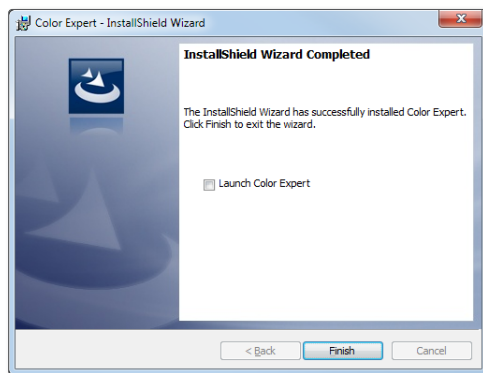 Color Expert - InstallShield Wizard
InstallShield Wizard Completed
The InstallShield Wizard has successfully installed Color Expert.
Click Finish to exit the wizard.
Launch Color Expert
< Back
Finish
Cancel